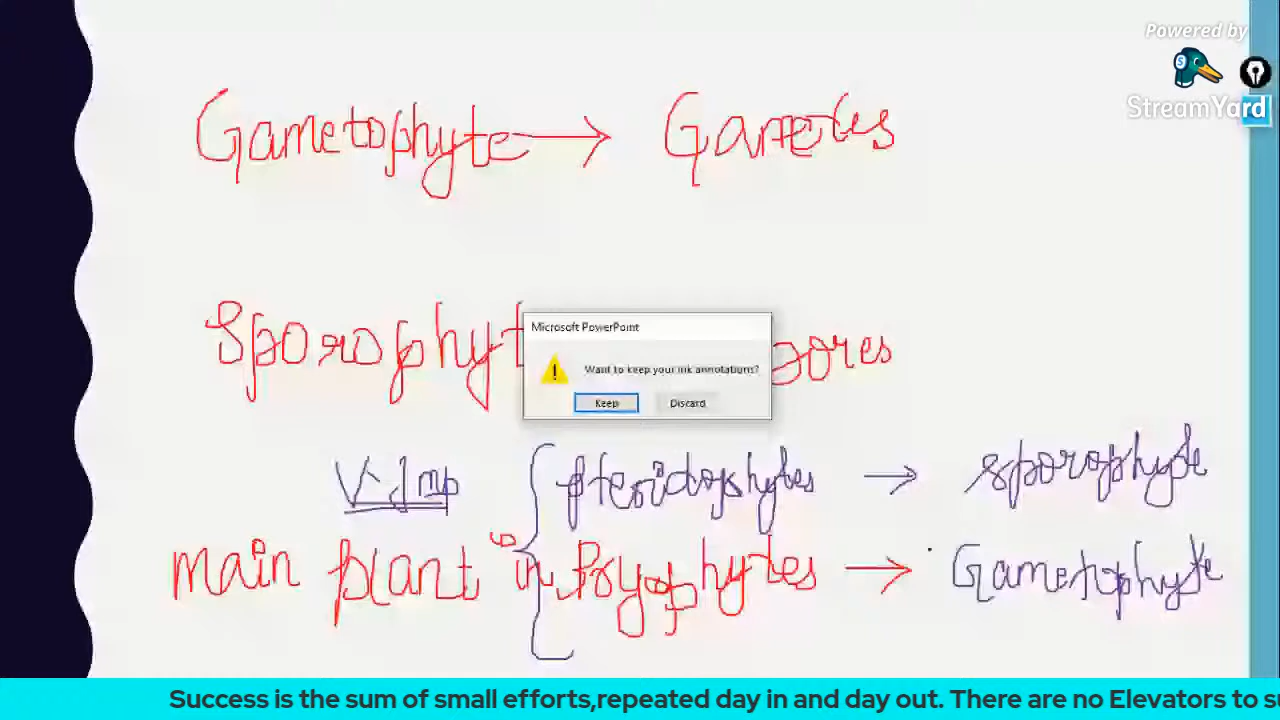 Powered by
StreamYard
Gametophyte → Gametes
Microsoft PowerPoint
Want to keep your ink annotations?
Keep Discard
V. Imp { Pteridophytes → Sporophyte
main plant in Bryophytes → Gametophyte
Success is the sum of small efforts,repeated day in and day out. There are no Elevators to su